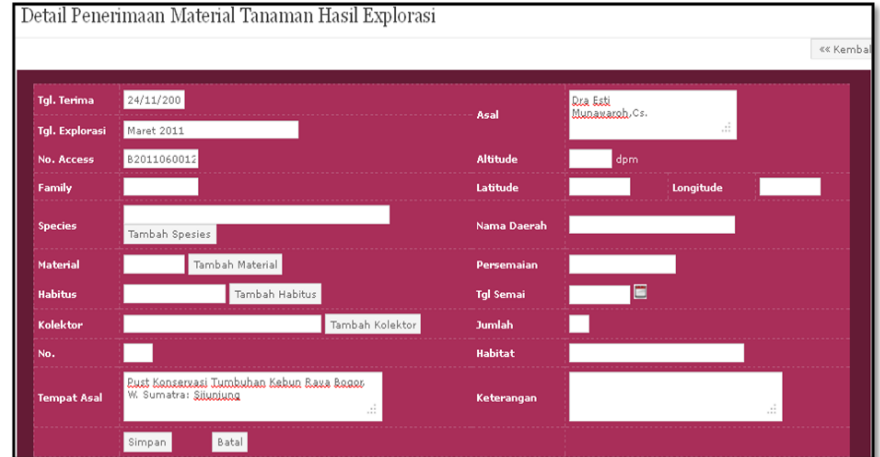 Detail Penerimaan Material Tanaman Hasil Explorasi
<< Kembal
Tgl. Terima 24/11/200
Asal Dra Esti
Munawaroh,Cs.
Tgl. Explorasi Maret 2011
No. Access B2011060012
Altitude dpm
Family
Latitude Longitude
Species
Tambah Spesies
Nama Daerah
Material Tambah Material
Persemaian
Habitus Tambah Habitus
Tgl Semai
Kolektor Tambah Kolektor
Jumlah
No.
Habitat
Tempat Asal Pust Konservasi Tumbuhan Kebun Raya Bogor,
W. Sumatra: Sijunjung
Keterangan
Simpan Batal